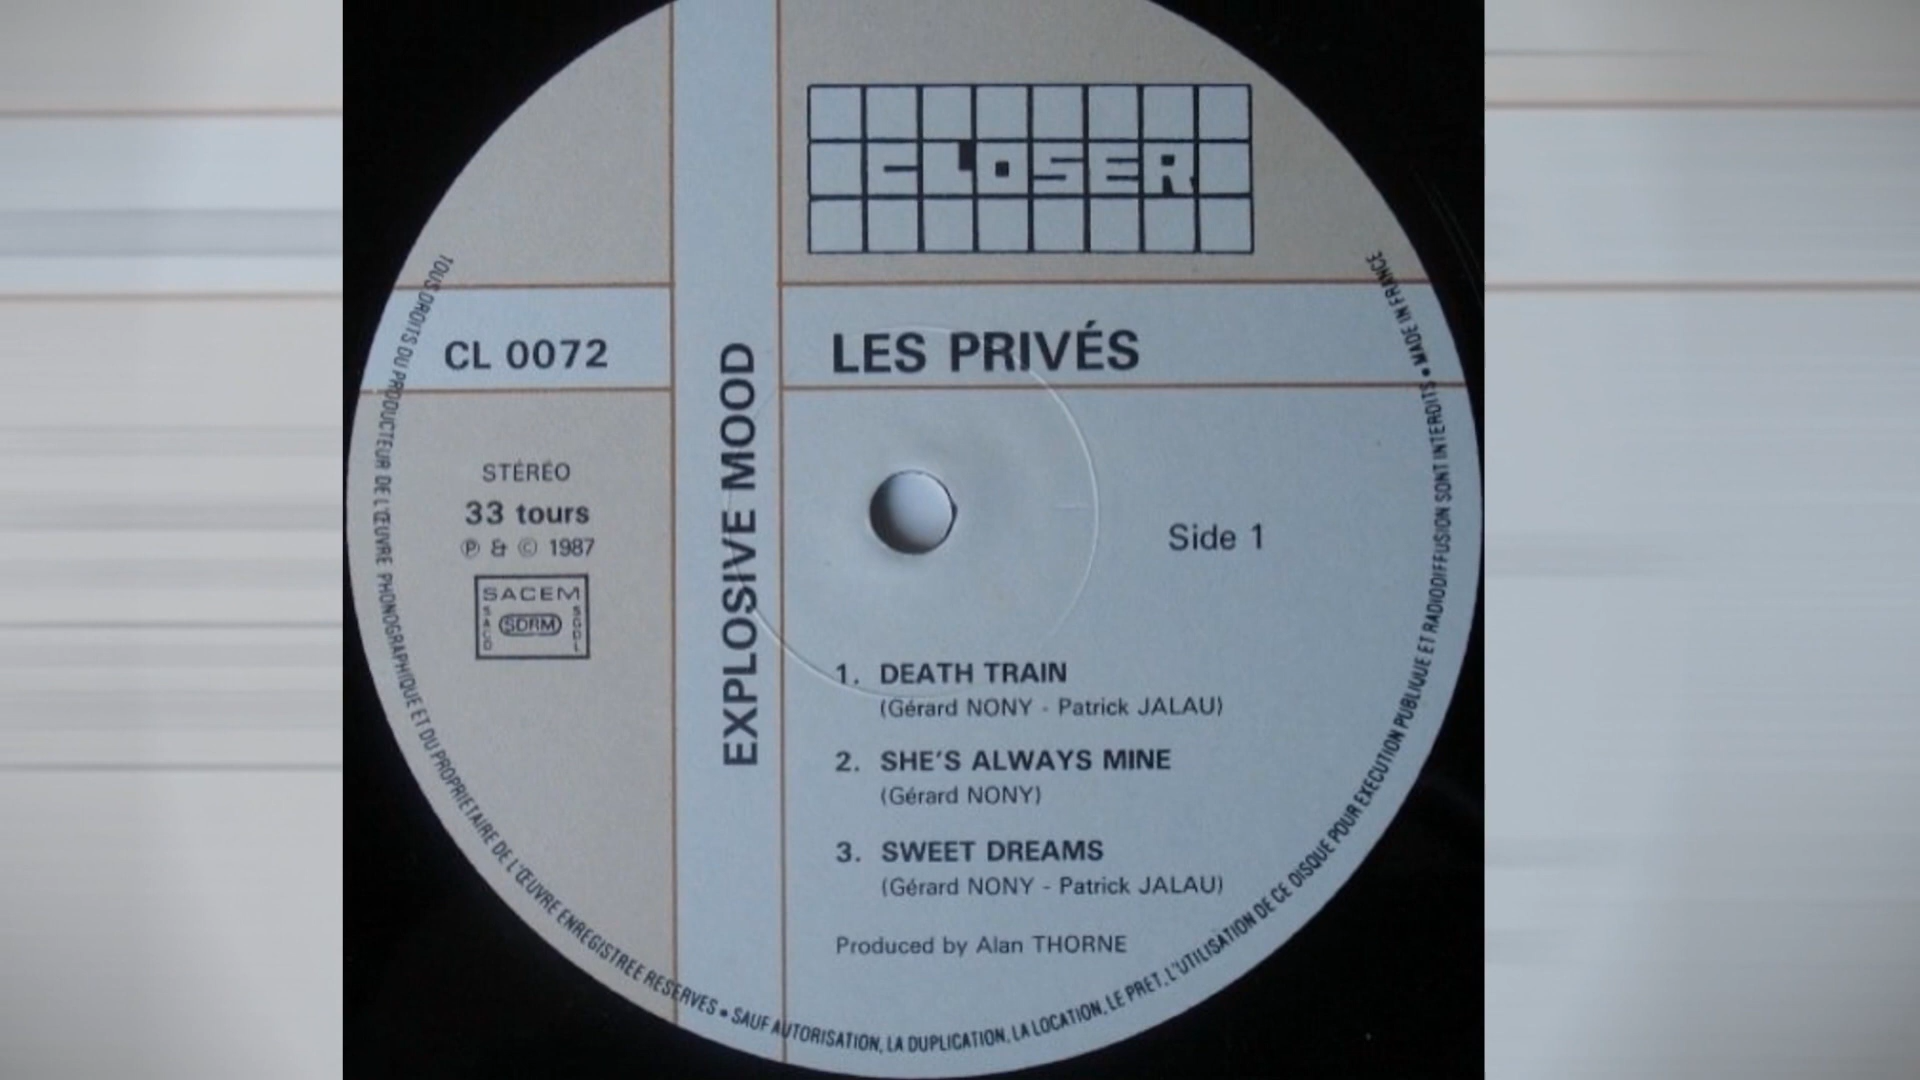 CLOSER
CL 0072
LES PRIVÉS
EXPLOSIVE MOOD
STÉRÉO
33 tours
℗ & © 1987
SACEM
SACD
SDRM
SGDL
Side 1
1. DEATH TRAIN
(Gérard NONY - Patrick JALAU)
2. SHE'S ALWAYS MINE
(Gérard NONY)
3. SWEET DREAMS
(Gérard NONY - Patrick JALAU)
Produced by Alan THORNE
TOUS DROITS DU PRODUCTEUR DE L'ŒUVRE PHONOGRAPHIQUE ET DU PROPRIETAIRE DE L'ŒUVRE ENREGISTREE RESERVES • SAUF AUTORISATION, LA DUPLICATION, LA LOCATION, LE PRET, L'UTILISATION DE CE DISQUE POUR EXECUTION PUBLIQUE ET RADIODIFFUSION SONT INTERDITS • MADE IN FRANCE